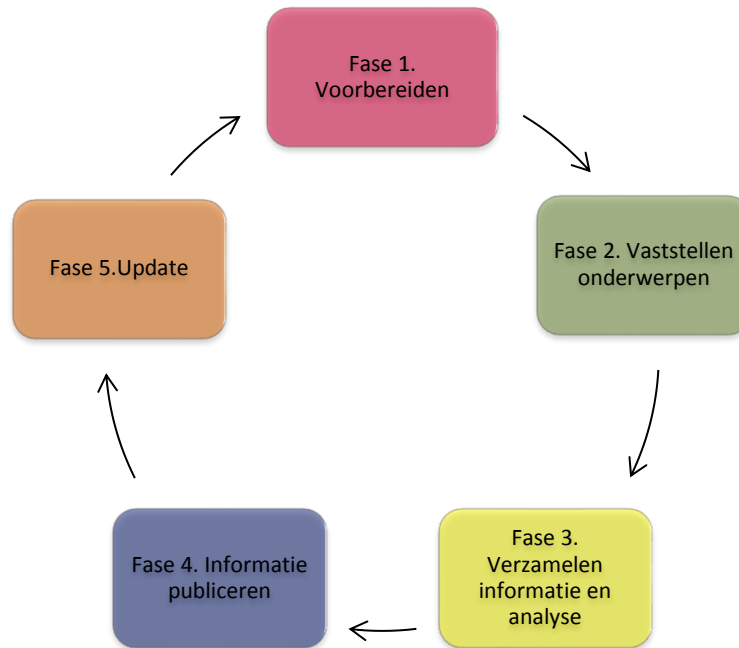 Fase 1.
Voorbereiden
Fase 2. Vaststellen
onderwerpen
Fase 3.
Verzamelen
informatie en
analyse
Fase 4. Informatie
publiceren
Fase 5.Update